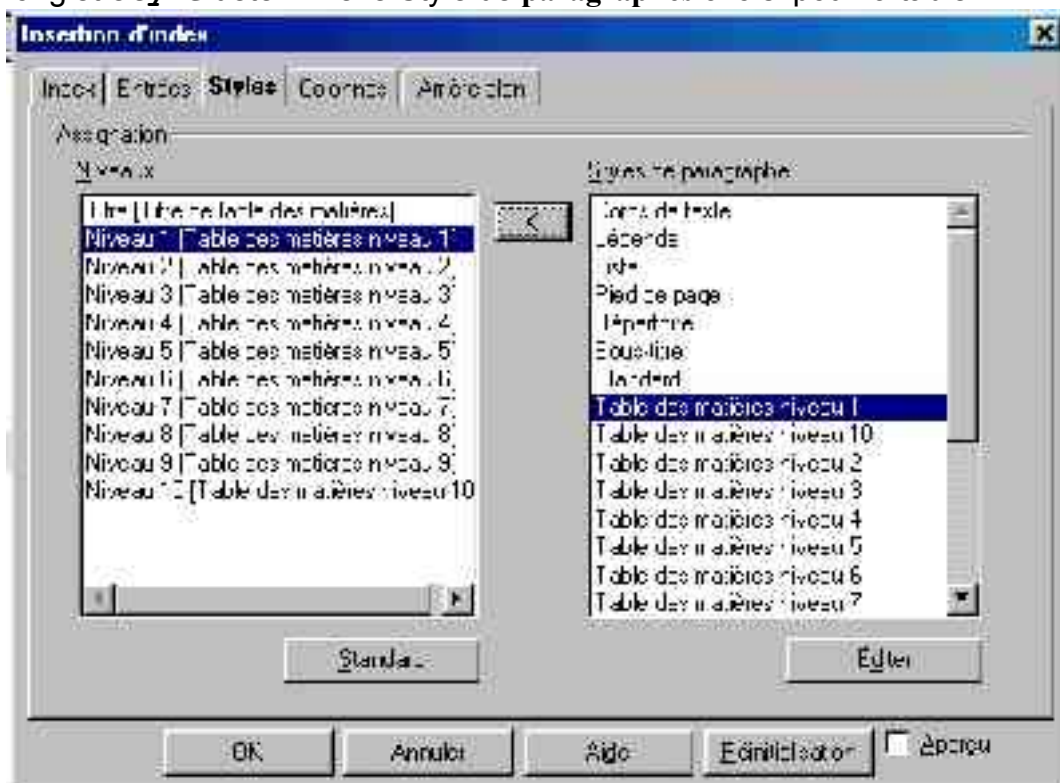 style de paragraphe
Insertion d'index
Index Entrées Styles Colonnes Arrière-plan
Assignation
Niveaux
Titre [Titre de table des matières]
Niveau 1 [Table des matières niveau 1]
Niveau 2 [Table des matières niveau 2]
Niveau 3 [Table des matières niveau 3]
Niveau 4 [Table des matières niveau 4]
Niveau 5 [Table des matières niveau 5]
Niveau 6 [Table des matières niveau 6]
Niveau 7 [Table des matières niveau 7]
Niveau 8 [Table des matières niveau 8]
Niveau 9 [Table des matières niveau 9]
Niveau 10 [Table des matières niveau 10
Standard
<
Styles de paragraphe
Corps de texte
Légende
Liste
Pied de page
Répertoire
Sous-titre
Standard
Table des matières niveau 1
Table des matières niveau 10
Table des matières niveau 2
Table des matières niveau 3
Table des matières niveau 4
Table des matières niveau 5
Table des matières niveau 6
Table des matières niveau 7
Éditer
OK Annuler Aide Réinitialisation Aperçu